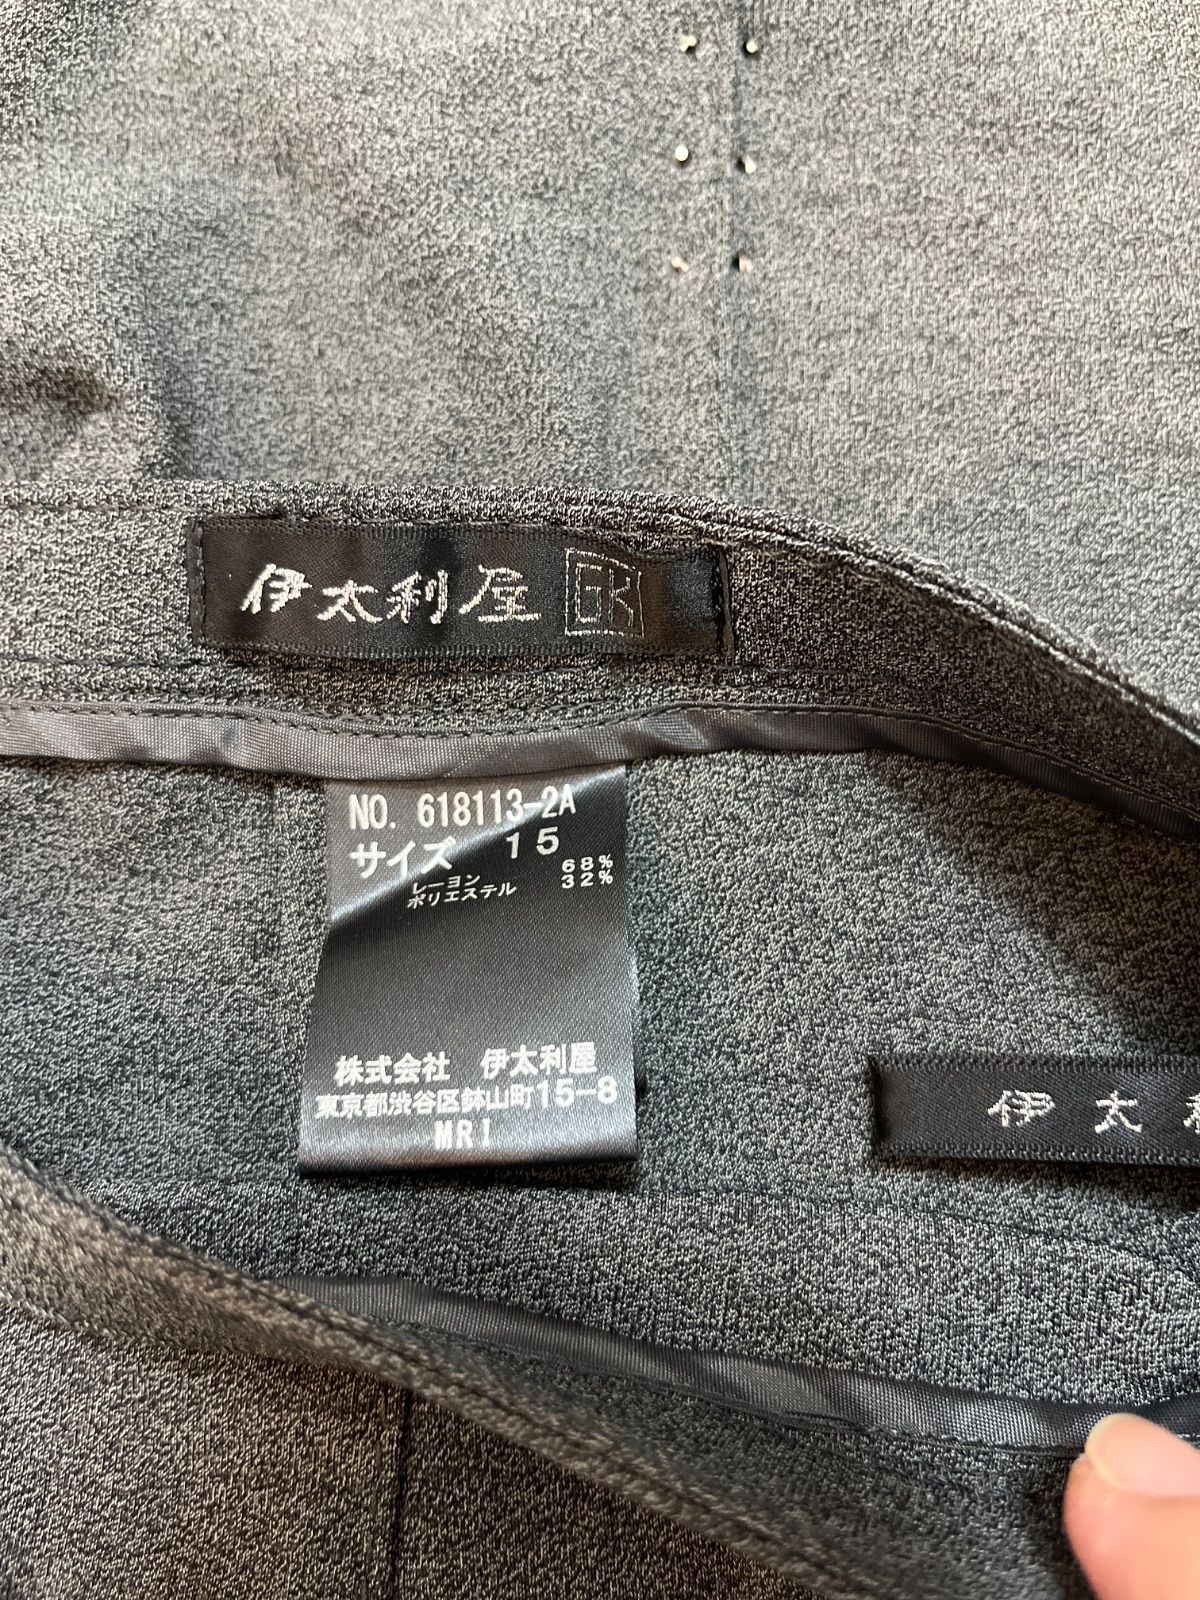 伊太利屋 GK
NO. 618113-2A
サイズ 15
レーヨン 68%
ポリエステル 32%
株式会社 伊太利屋
東京都渋谷区鉢山町15-8
MRI
伊太